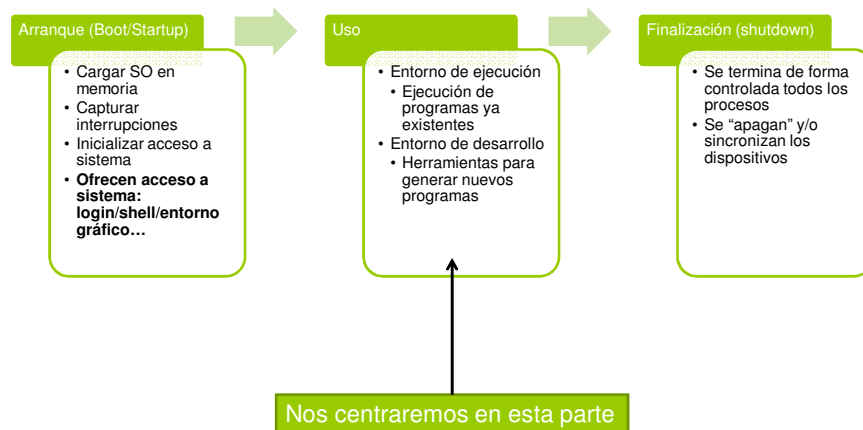 Arranque (Boot/Startup)
• Cargar SO en
memoria
• Capturar
interrupciones
• Inicializar acceso a
sistema
• Ofrecen acceso a
sistema:
login/shell/entorno
gráfico…
Uso
• Entorno de ejecución
• Ejecución de
programas ya
existentes
• Entorno de desarrollo
• Herramientas para
generar nuevos
programas
Finalización (shutdown)
• Se termina de forma
controlada todos los
procesos
• Se “apagan” y/o
sincronizan los
dispositivos
Nos centraremos en esta parte